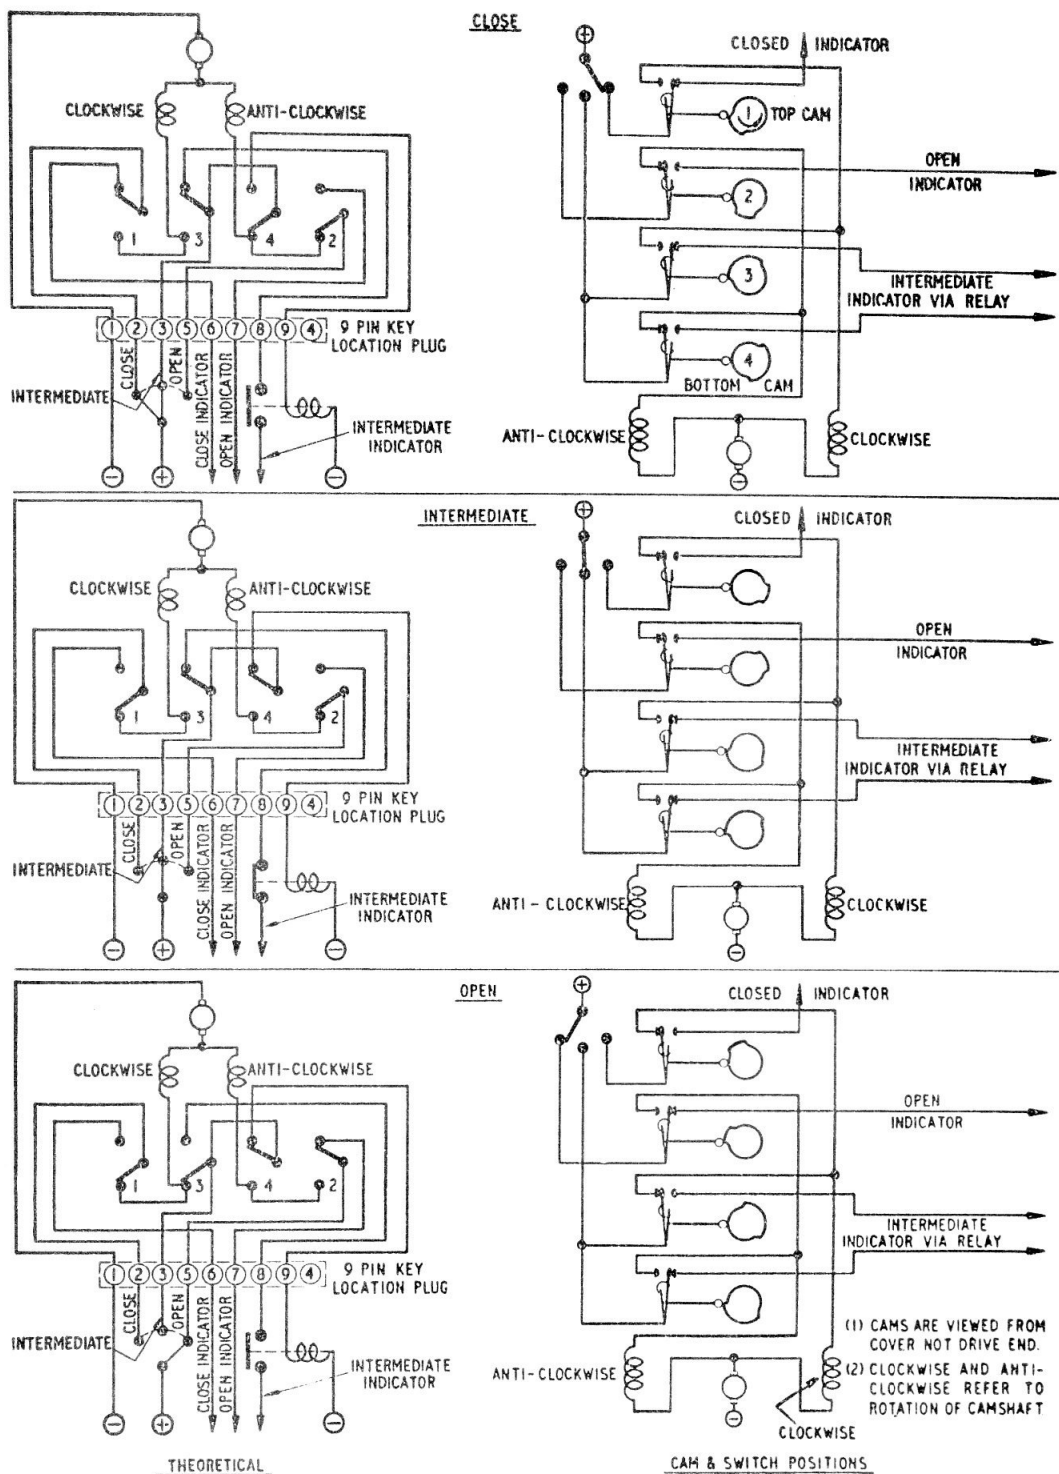 CLOSE
CLOCKWISE
ANTI-CLOCKWISE
1
3
4
2
1 2 3 5 6 7 8 9 4
9 PIN KEY
LOCATION PLUG
CLOSE
OPEN
INTERMEDIATE
CLOSE INDICATOR
OPEN INDICATOR
INTERMEDIATE
INDICATOR
−
+
−
+
CLOSED INDICATOR
1
TOP CAM
OPEN
INDICATOR
2
3
INTERMEDIATE
INDICATOR VIA RELAY
4
BOTTOM CAM
ANTI-CLOCKWISE
CLOCKWISE
−
INTERMEDIATE
CLOCKWISE
ANTI-CLOCKWISE
1
3
4
2
1 2 3 5 6 7 8 9 4
9 PIN KEY
LOCATION PLUG
CLOSE
OPEN
INTERMEDIATE
CLOSE INDICATOR
OPEN INDICATOR
INTERMEDIATE
INDICATOR
−
+
−
+
CLOSED INDICATOR
OPEN
INDICATOR
INTERMEDIATE
INDICATOR VIA RELAY
ANTI - CLOCKWISE
CLOCKWISE
−
OPEN
CLOCKWISE
ANTI-CLOCKWISE
1
3
4
2
1 2 3 5 6 7 8 9 4
9 PIN KEY
LOCATION PLUG
CLOSE
OPEN
INTERMEDIATE
CLOSE INDICATOR
OPEN INDICATOR
INTERMEDIATE
INDICATOR
−
+
−
+
CLOSED INDICATOR
OPEN
INDICATOR
INTERMEDIATE
INDICATOR VIA RELAY
ANTI-CLOCKWISE
−
CLOCKWISE
(1) CAMS ARE VIEWED FROM
COVER NOT DRIVE END.
(2) CLOCKWISE AND ANTI-
CLOCKWISE REFER TO
ROTATION OF CAMSHAFT
THEORETICAL
CAM & SWITCH POSITIONS